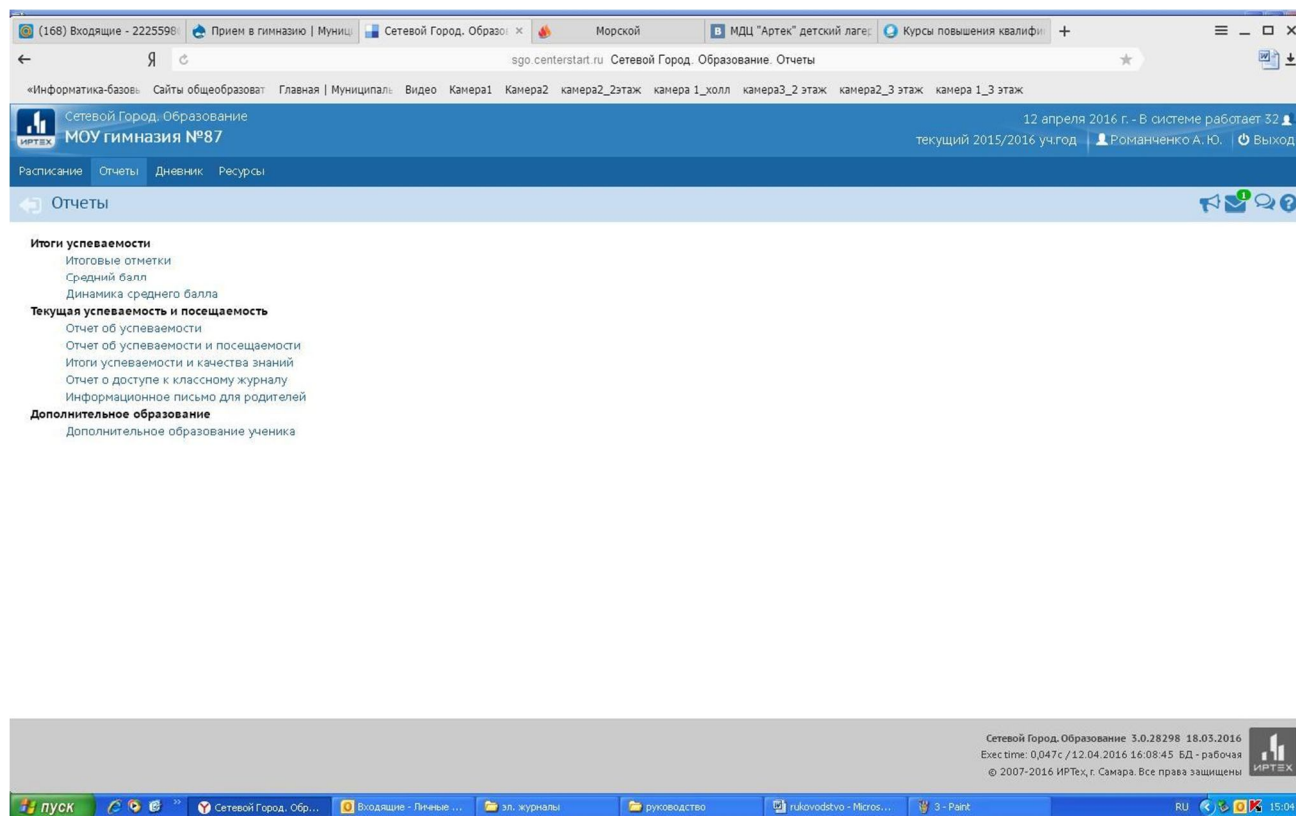 (168) Входящие - 2225598 Прием в гимназию | Муниц Сетевой Город. Образо × Морской В МДЦ "Артек" детский лагер Курсы повышения квалифи +
Я sgo.centerstart.ru Сетевой Город. Образование. Отчеты
«Информатика-базовь Сайты общеобразоват Главная | Муниципаль Видео Камера1 Камера2 камера2_2этаж камера 1_холл камера3_2 этаж камера2_3 этаж камера 1_3 этаж
Сетевой Город. Образование 12 апреля 2016 г. - В системе работает 32
ИРТЕХ МОУ гимназия №87 текущий 2015/2016 уч.год Романченко А. Ю. Выход
Расписание Отчеты Дневник Ресурсы
Отчеты 1 ?
Итоги успеваемости
Итоговые отметки
Средний балл
Динамика среднего балла
Текущая успеваемость и посещаемость
Отчет об успеваемости
Отчет об успеваемости и посещаемости
Итоги успеваемости и качества знаний
Отчет о доступе к классному журналу
Информационное письмо для родителей
Дополнительное образование
Дополнительное образование ученика
Сетевой Город. Образование 3.0.28298 18.03.2016
Exec time: 0,047с / 12.04.2016 16:08:45 БД - рабочая
© 2007-2016 ИРТех, г. Самара. Все права защищены ИРТЕХ
пуск » Сетевой Город. Обр... Входящие - Личные ... эл. журналы руководство rukovodstvo - Micros... 3 - Paint RU 15:04